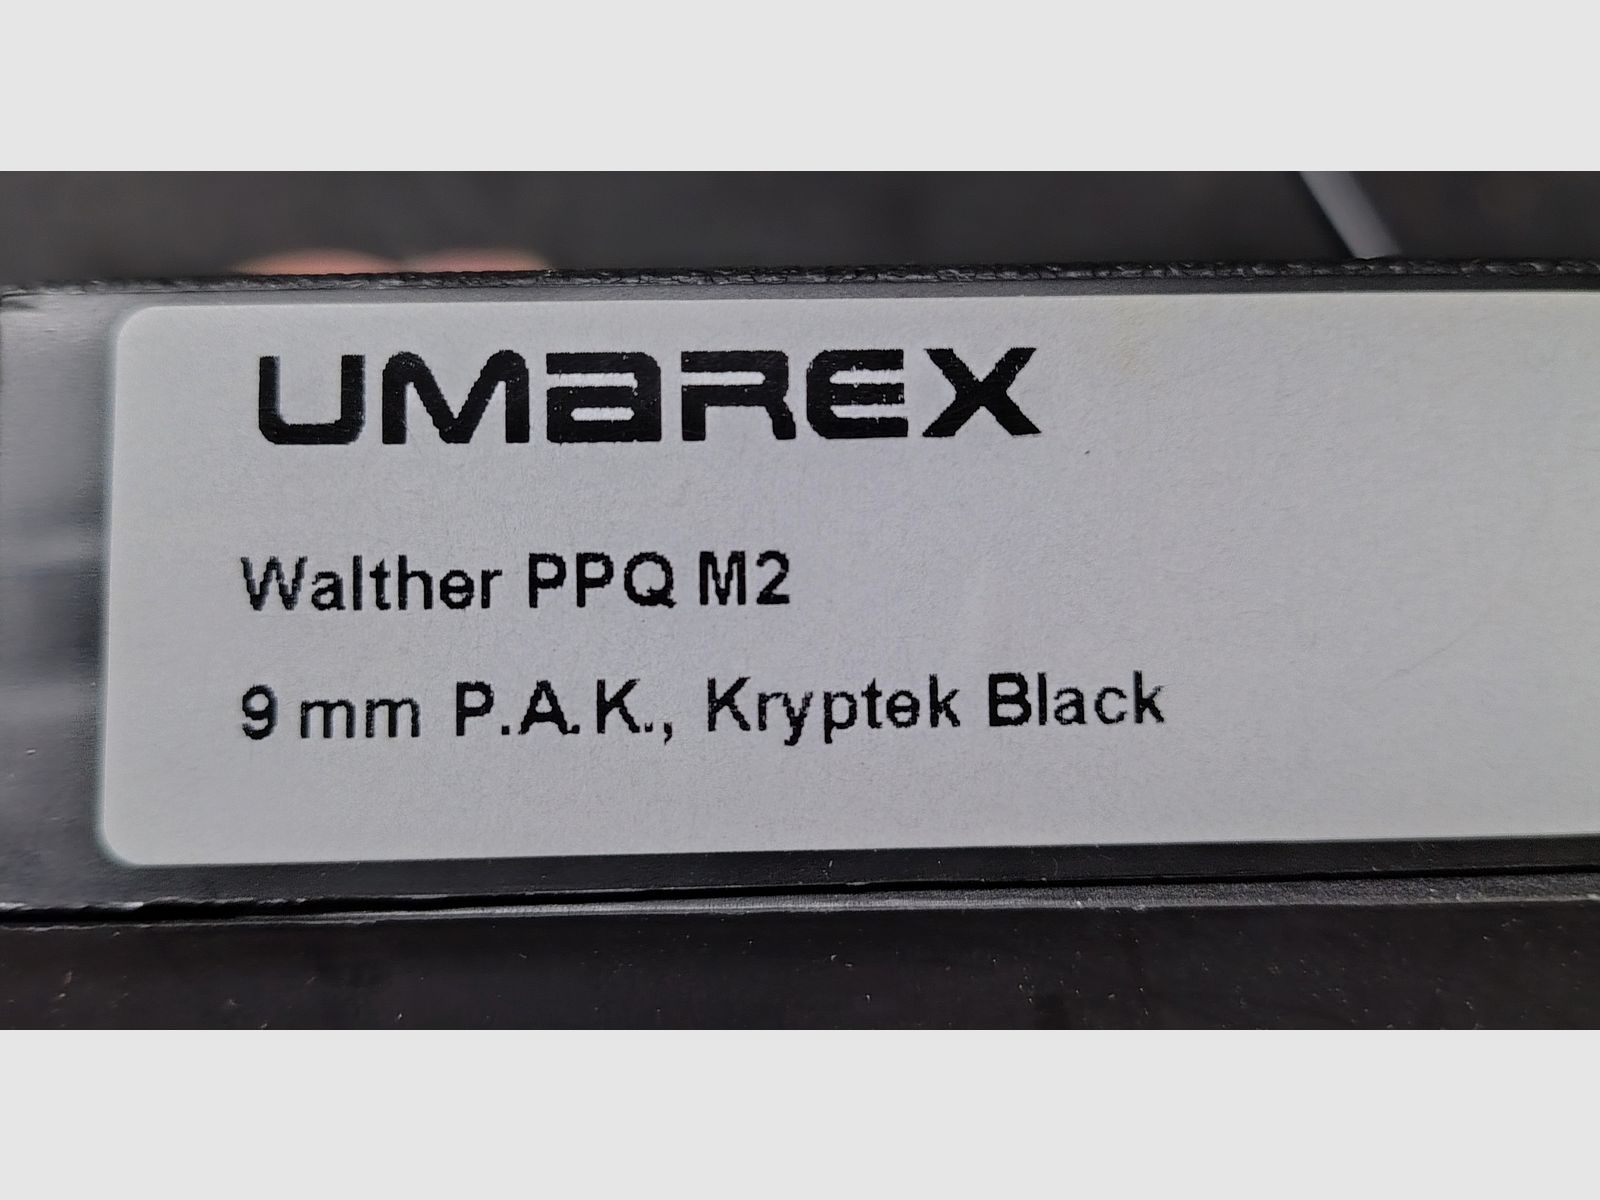 UMAREX
Walther PPQ M2
9 mm P.A.K., Kryptek Black